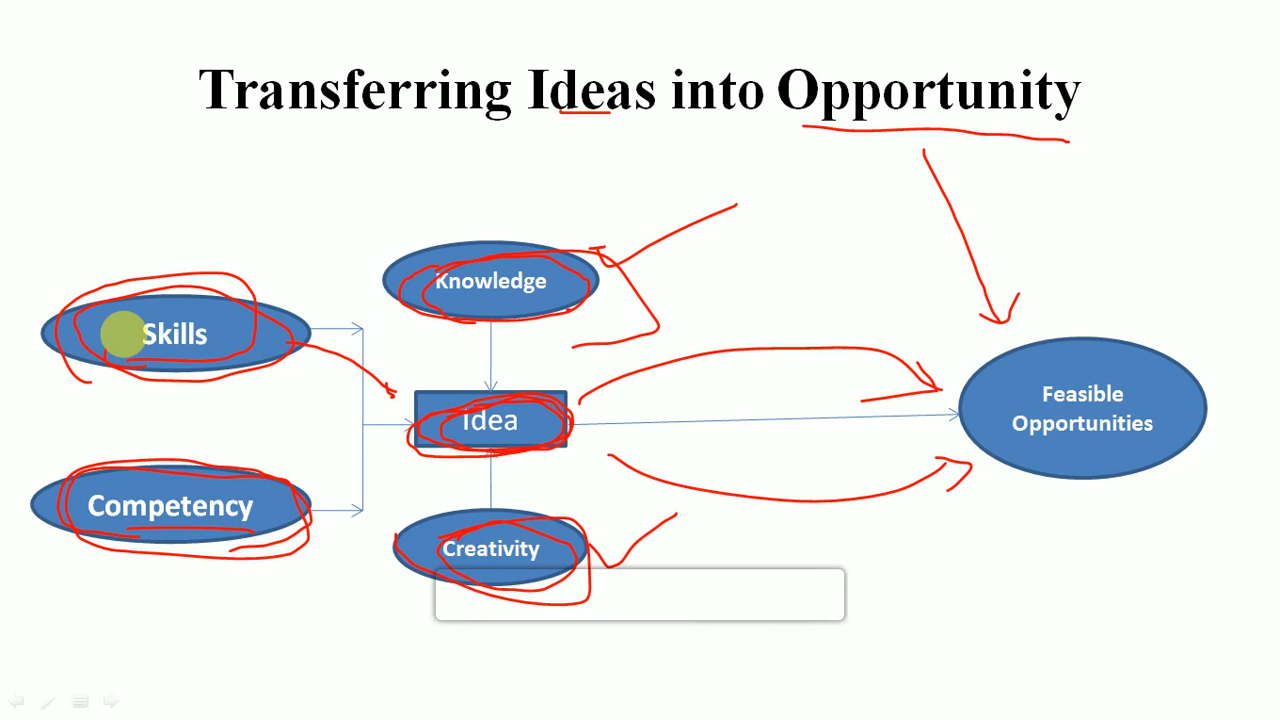 Transferring Ideas into Opportunity
Knowledge
Skills
Idea
Feasible
Opportunities
Competency
Creativity